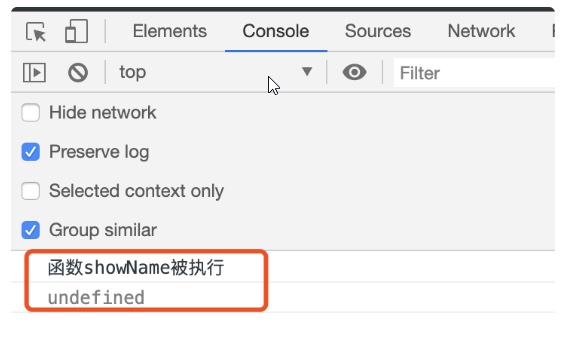 Elements Console Sources Network
top Filter
Hide network
Preserve log
Selected context only
Group similar
函数showName被执行
undefined